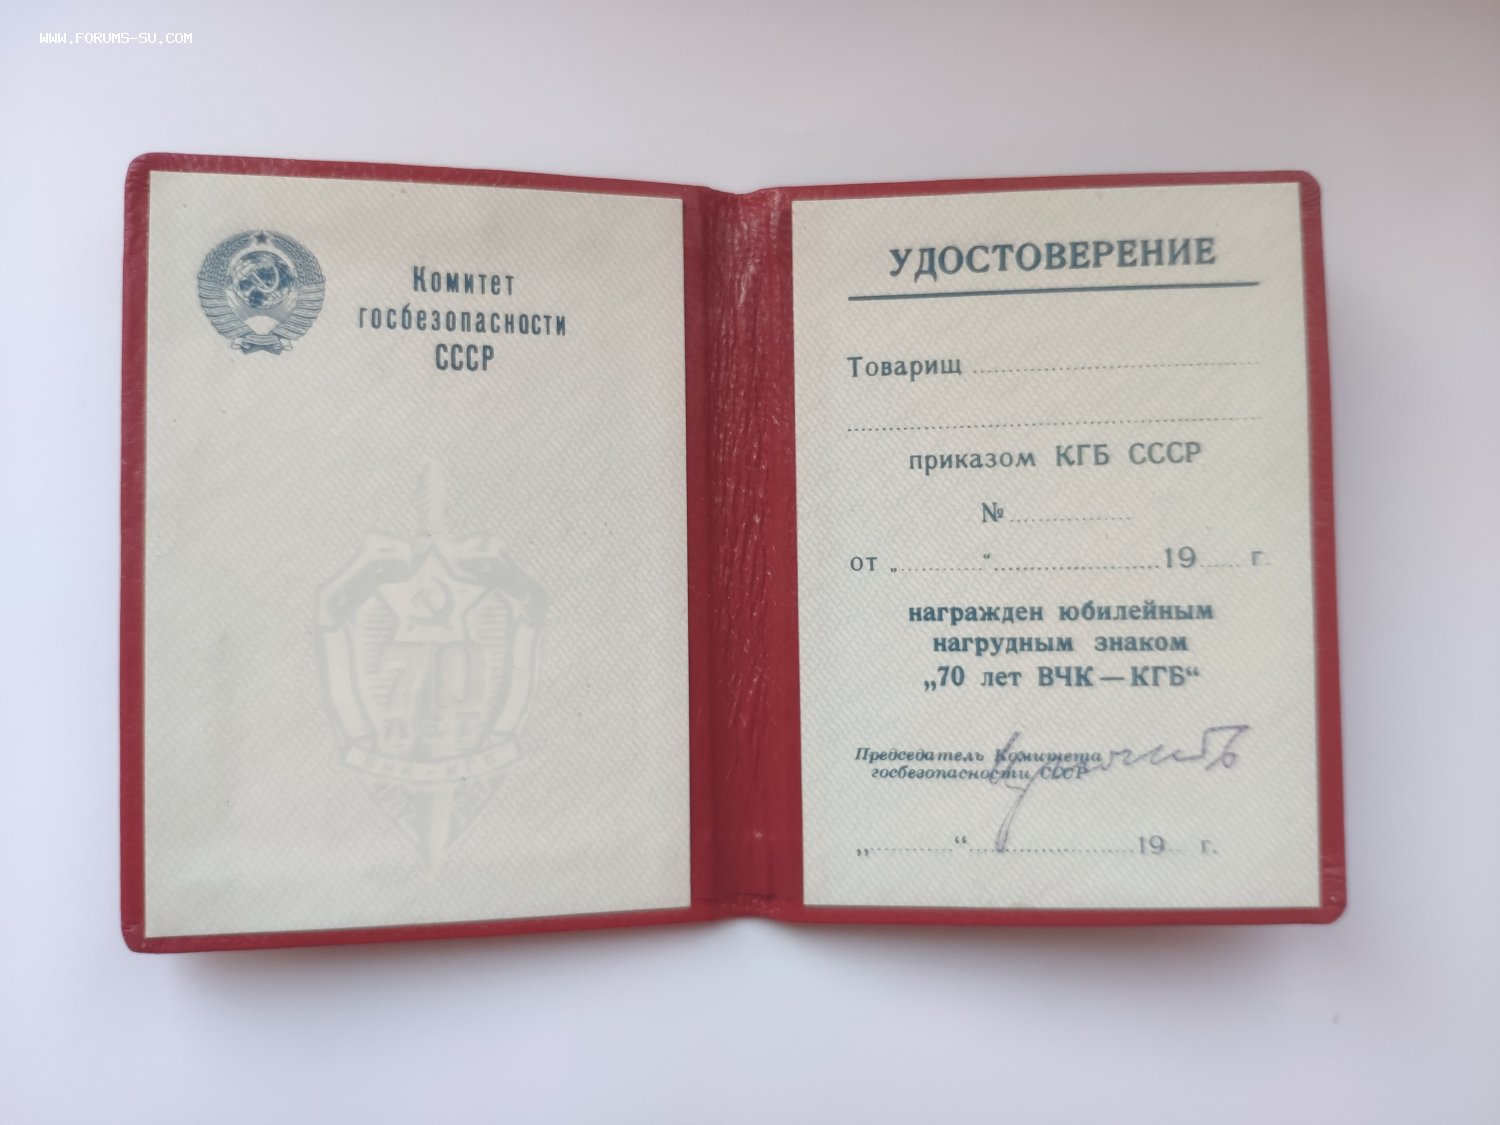 WWW.FORUMS-SU.COM
Комитет
госбезопасности
СССР
70
ЛЕТ
УДОСТОВЕРЕНИЕ
Товарищ
приказом КГБ СССР
№
от „ “ 19 г.
награжден юбилейным
нагрудным знаком
„70 лет ВЧК—КГБ“
Председатель Комитета
госбезопасности СССР
„ “ 19 г.